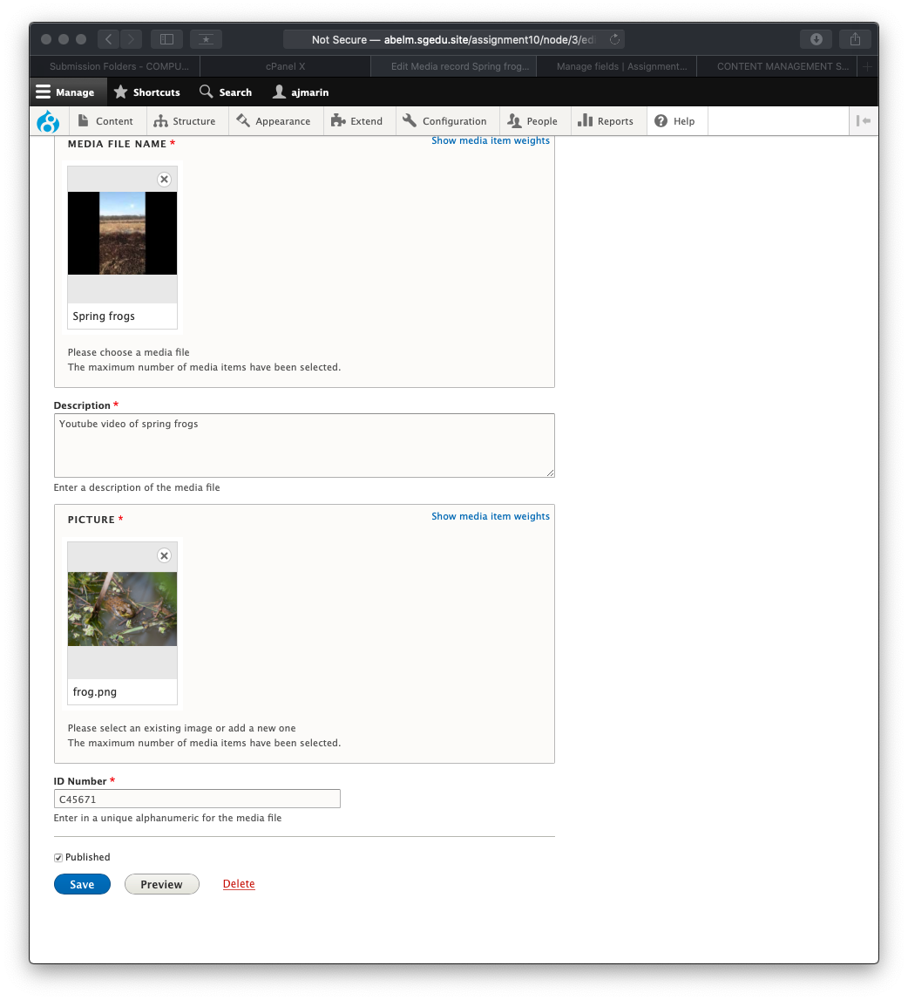 Not Secure — abelm.sgedu.site/assignment10/node/3/edi
Submission Folders - COMPU... cPanel X Edit Media record Spring frog... Manage fields | Assignment... CONTENT MANAGEMENT S...
Manage Shortcuts Search ajmarin
Content Structure Appearance Extend Configuration People Reports Help
MEDIA FILE NAME * Show media item weights
Spring frogs
Please choose a media file
The maximum number of media items have been selected.
Description *
Youtube video of spring frogs
Enter a description of the media file
PICTURE * Show media item weights
frog.png
Please select an existing image or add a new one
The maximum number of media items have been selected.
ID Number *
C45671
Enter in a unique alphanumeric for the media file
Published
Save Preview Delete